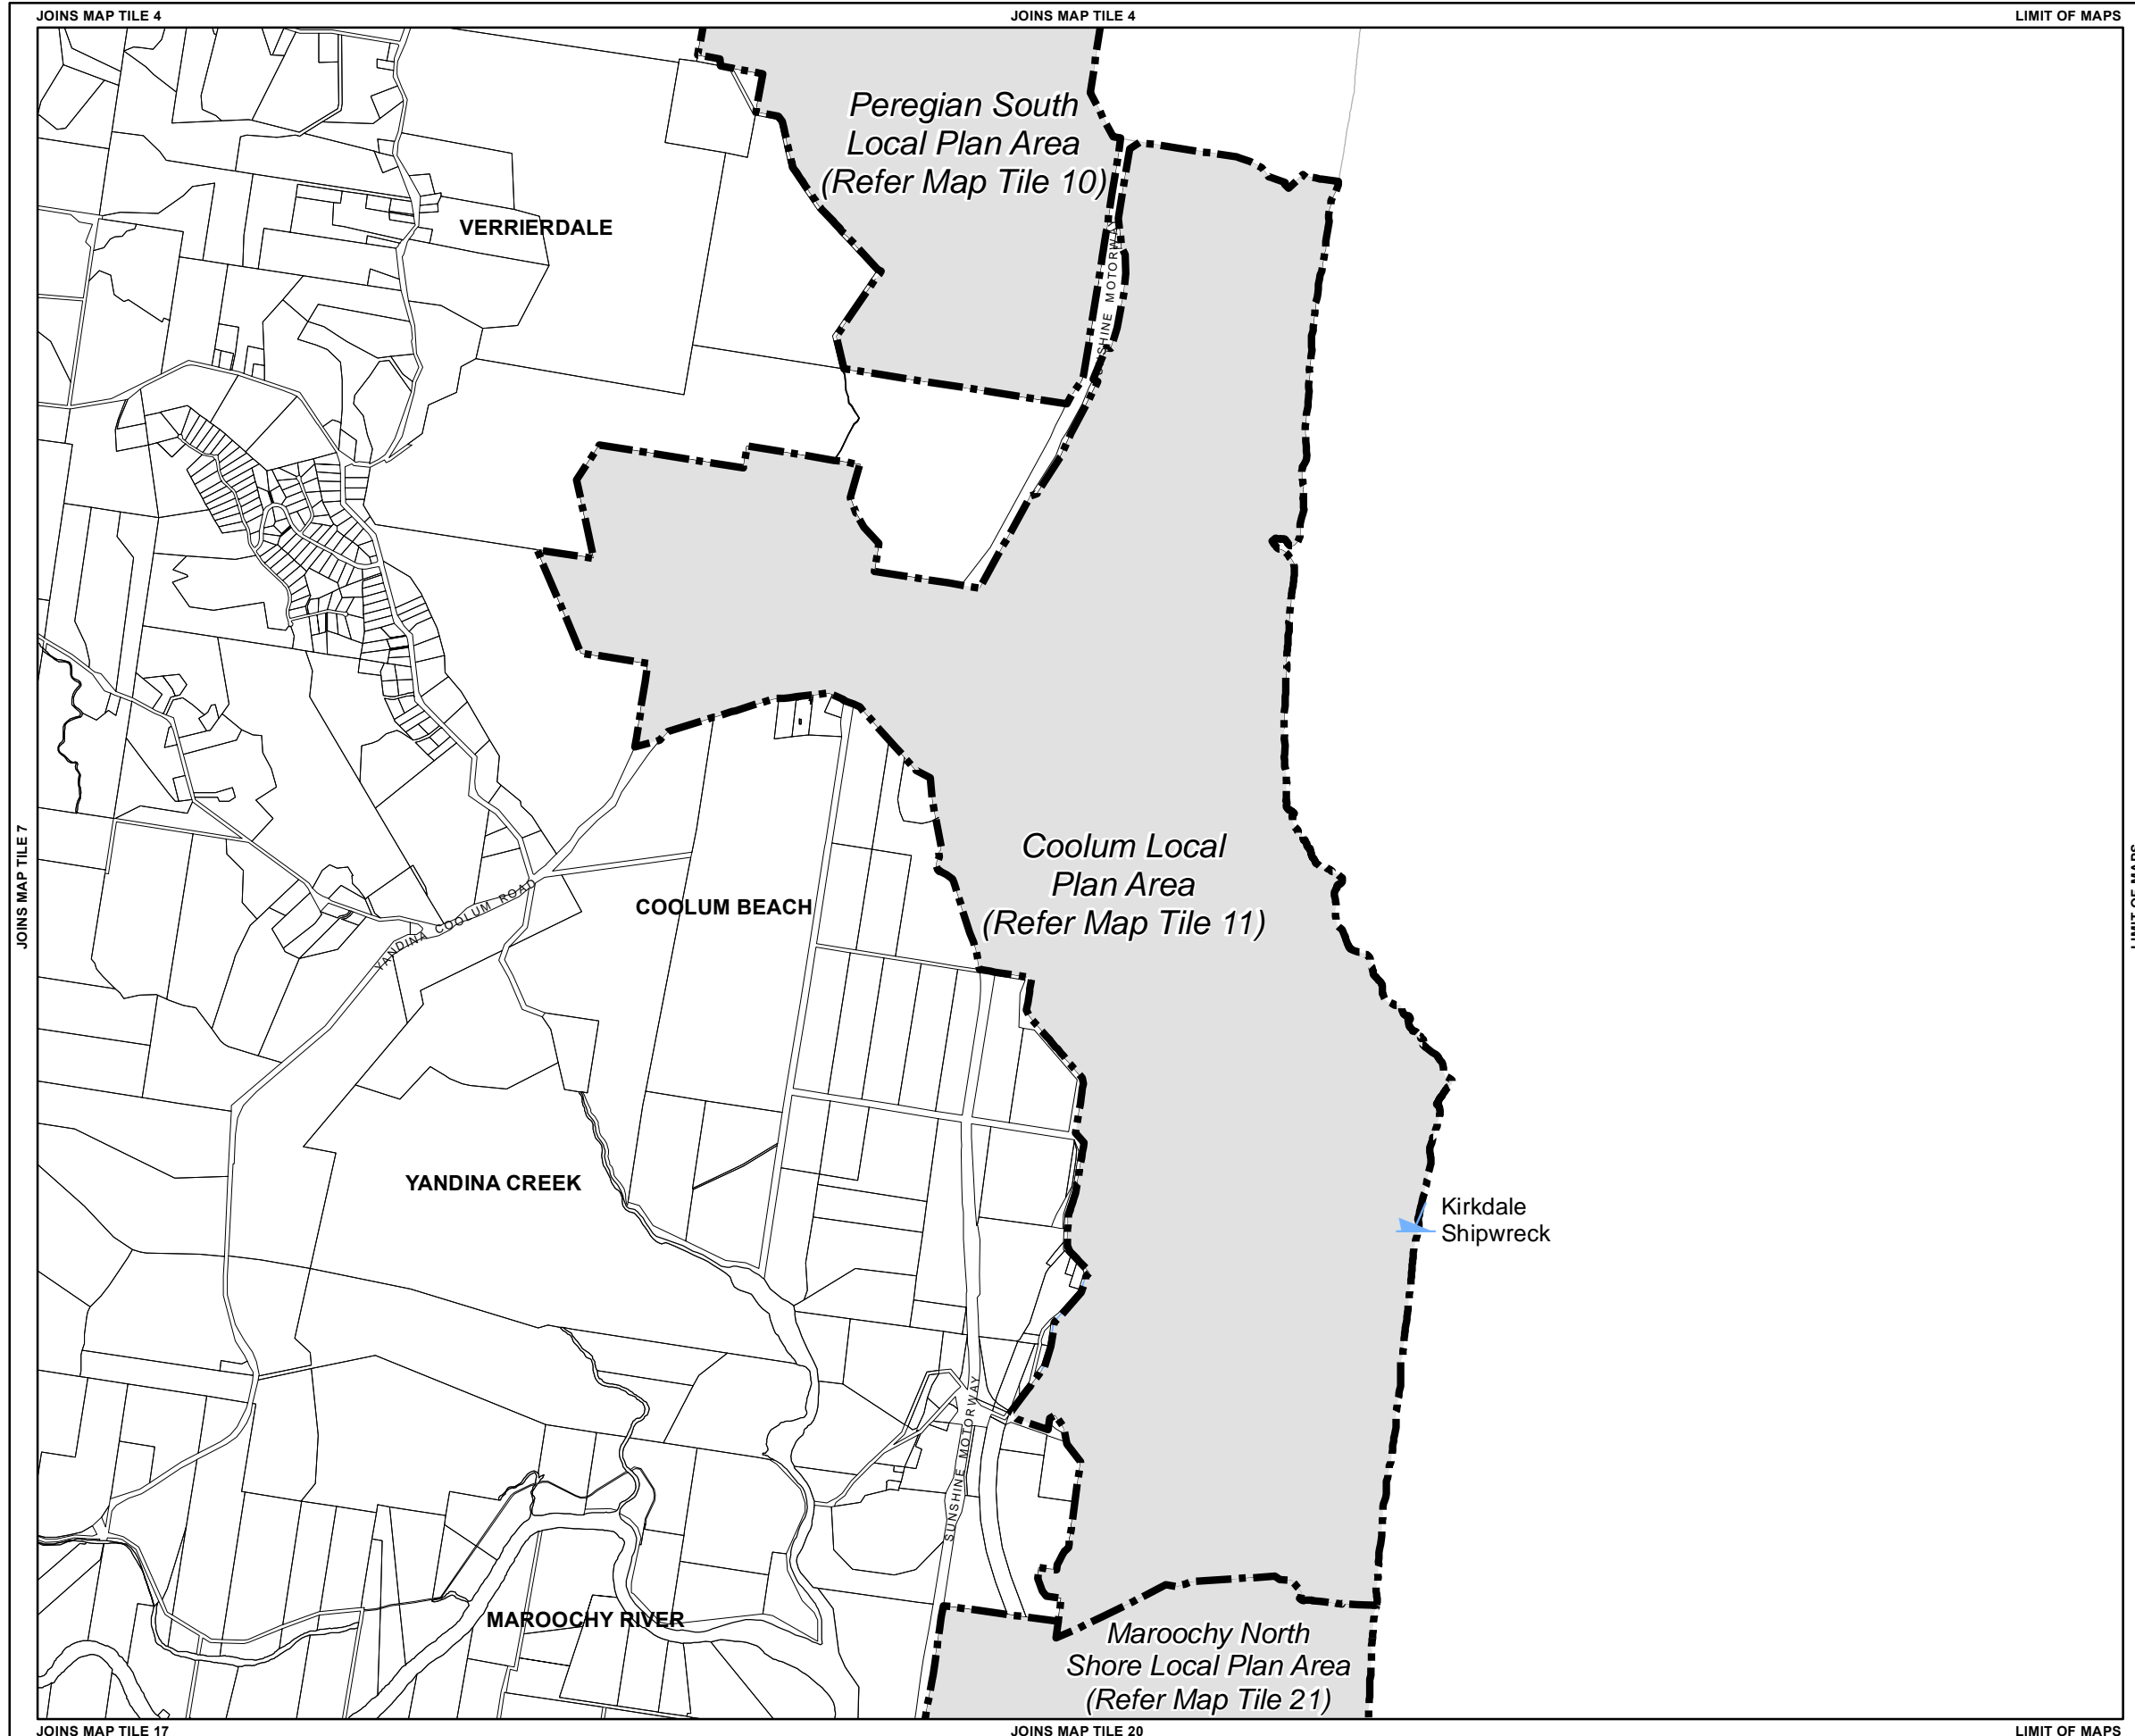 JOINS MAP TILE 4
JOINS MAP TILE 4
LIMIT OF MAPS
Peregian South
Local Plan Area
(Refer Map Tile 10)
VERRIERDALE
SUNSHINE MOTORWAY
JOINS MAP TILE 7
LIMIT OF MAPS
Coolum Local
Plan Area
(Refer Map Tile 11)
COOLUM BEACH
YANDINA COOLUM ROAD
YANDINA CREEK
Kirkdale
Shipwreck
SUNSHINE MOTORWAY
MAROOCHY RIVER
Maroochy North
Shore Local Plan Area
(Refer Map Tile 21)
JOINS MAP TILE 17
JOINS MAP TILE 20
LIMIT OF MAPS